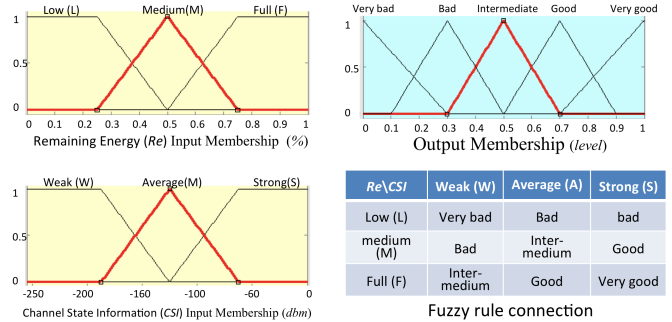 Low (L) Medium(M) Full (F)
1
0.5
0
0 0.1 0.2 0.3 0.4 0.5 0.6 0.7 0.8 0.9 1
Remaining Energy (Re) Input Membership (%)
Very bad Bad Intermediate Good Very good
1
0.5
0
0 0.1 0.2 0.3 0.4 0.5 0.6 0.7 0.8 0.9 1
Output Membership (level)
Weak (W) Average(M) Strong(S)
1
0.5
0
-250 -200 -160 -100 -60 0
Channel State Information (CSI) Input Membership (dbm)
Re\CSI Weak (W) Average (A) Strong (S)
Low (L) Very bad Bad bad
medium (M) Bad Inter-medium Good
Full (F) Inter-medium Good Very good
Fuzzy rule connection